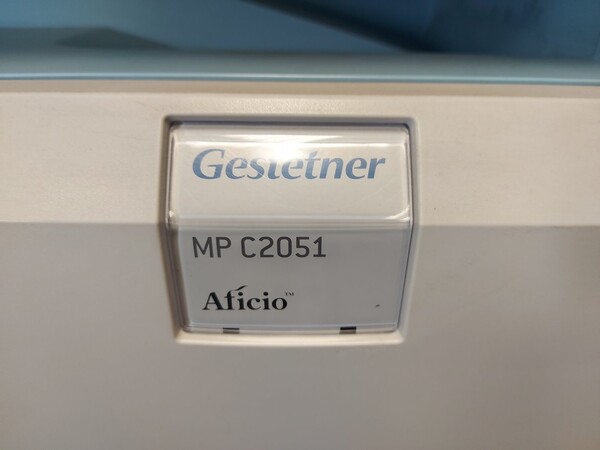 Gestetner
MP C2051
Aficio™